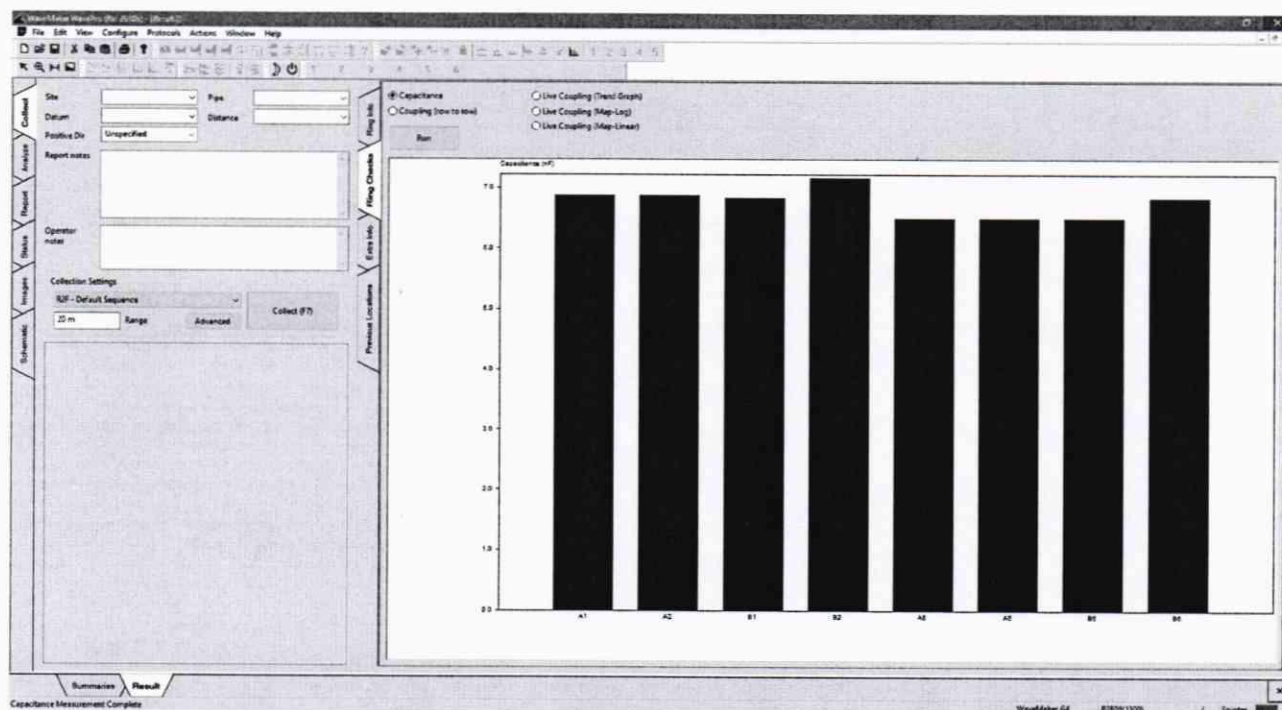 File Edit View Configure Protocols Actions Window Help
Collect
Analyze
Report
Status
Images
Schematic
Site
Pipe
Datum
Distance
Positive Dir Unspecified
Report notes
Operator
notes
Collection Settings
Default Sequence
20 m Range Advanced
Collect (F7)
Ring Info
Ring Checks
Extra Info
Previous Locations
Capacitance
Coupling (row to row)
Live Coupling (Trend Graph)
Live Coupling (Map-Log)
Live Coupling (Map-Linear)
Run
Capacitance (nF)
7.0
6.0
5.0
4.0
3.0
2.0
1.0
0.0
A1 A2 B1 B2
Summaries Result
Capacitance Measurement Complete
WaveMaker G4